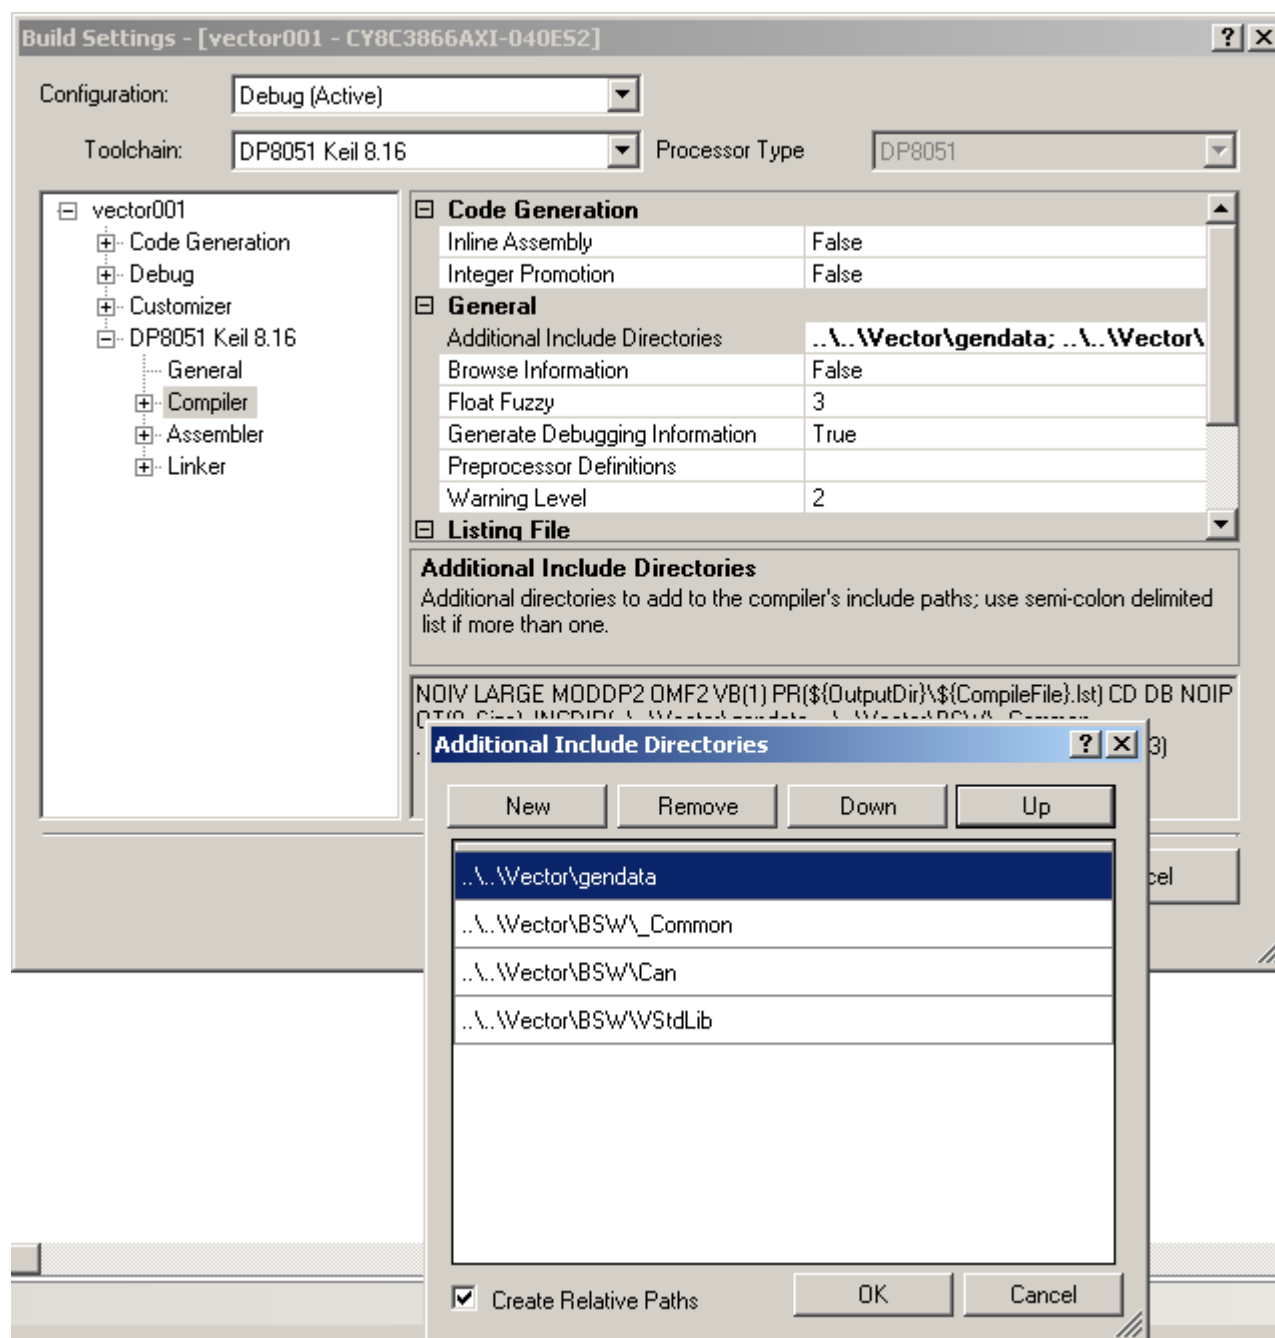 Build Settings - [vector001 - CY8C3866AXI-040ES2]
Configuration: Debug (Active)
Toolchain: DP8051 Keil 8.16 Processor Type DP8051
vector001
Code Generation
Debug
Customizer
DP8051 Keil 8.16
General
Compiler
Assembler
Linker
Code Generation
Inline Assembly False
Integer Promotion False
General
Additional Include Directories ..\..\Vector\gendata; ..\..\Vector\
Browse Information False
Float Fuzzy 3
Generate Debugging Information True
Preprocessor Definitions
Warning Level 2
Listing File
Additional Include Directories
Additional directories to add to the compiler's include paths; use semi-colon delimited
list if more than one.
NOIV LARGE MODDP2 OMF2 VB(1) PR(${OutputDir}\${CompileFile}.lst) CD DB NOIP
3)
Additional Include Directories
New Remove Down Up
..\..\Vector\gendata
..\..\Vector\BSW\_Common
..\..\Vector\BSW\Can
..\..\Vector\BSW\VStdLib
Create Relative Paths OK Cancel